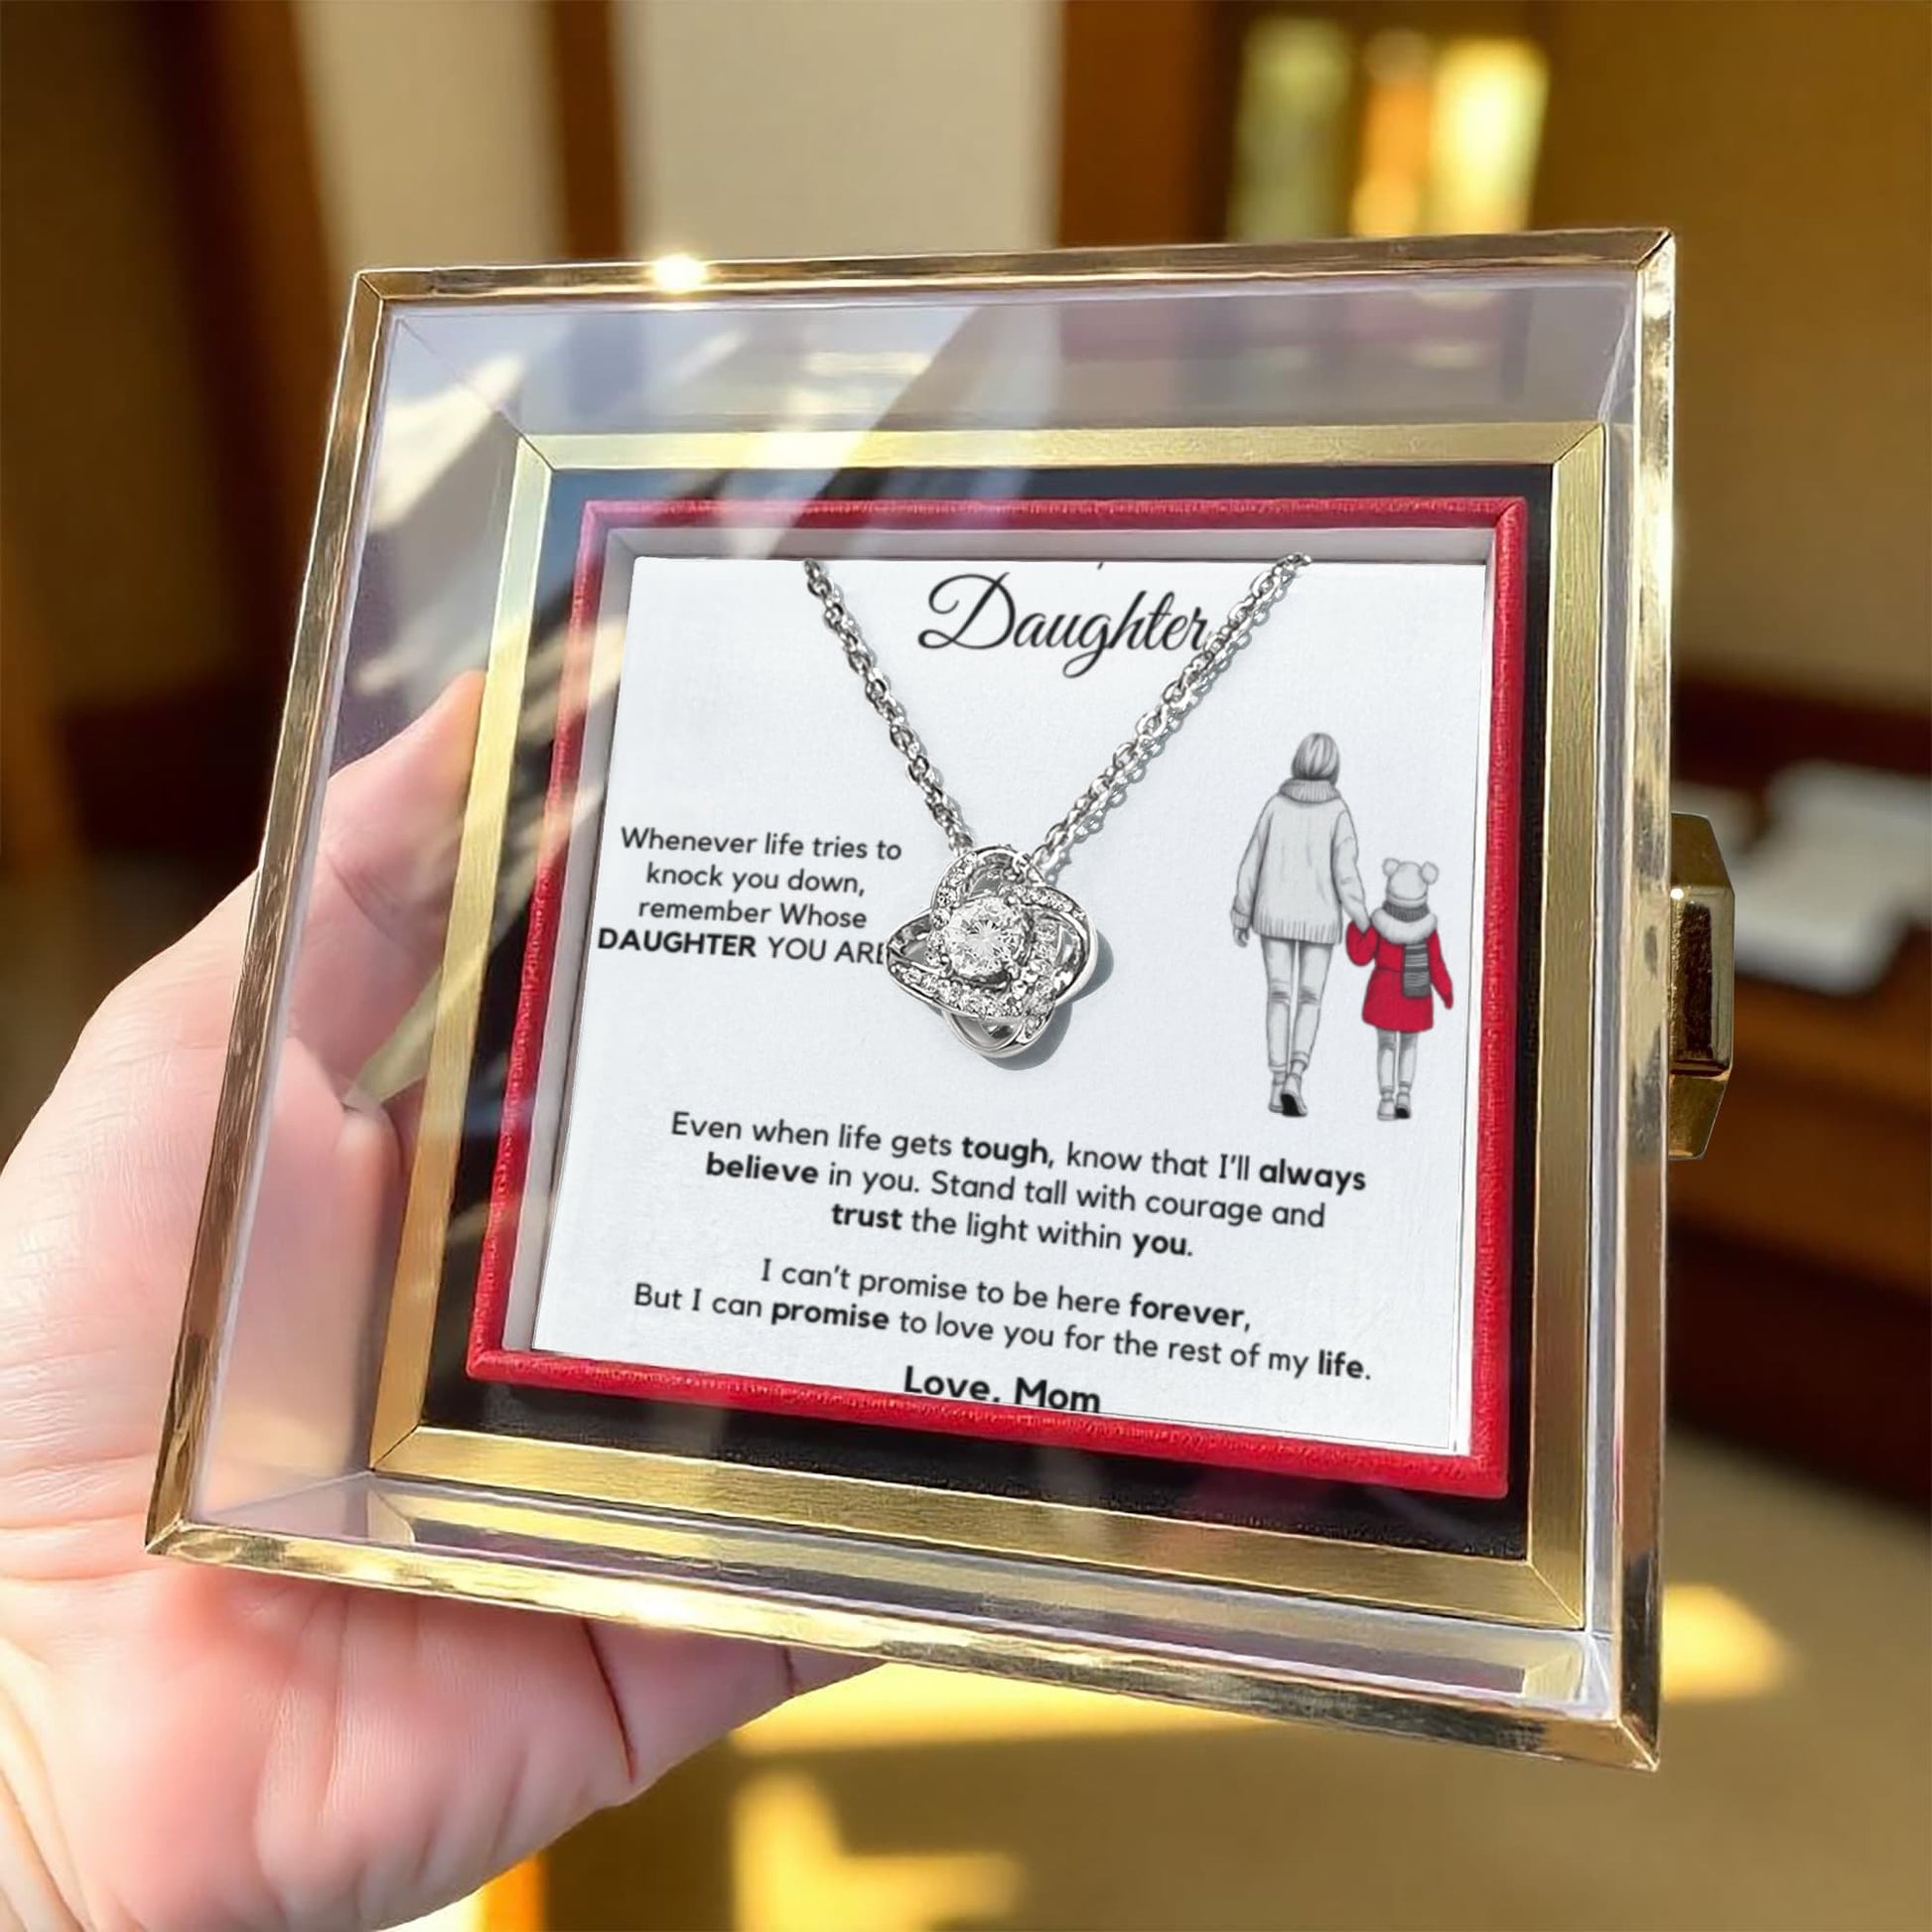 Daughter
Whenever life tries to
knock you down,
remember Whose
DAUGHTER YOU ARE
Even when life gets tough, know that I'll always
believe in you. Stand tall with courage and
trust the light within you.
I can't promise to be here forever,
But I can promise to love you for the rest of my life.
Love, Mom